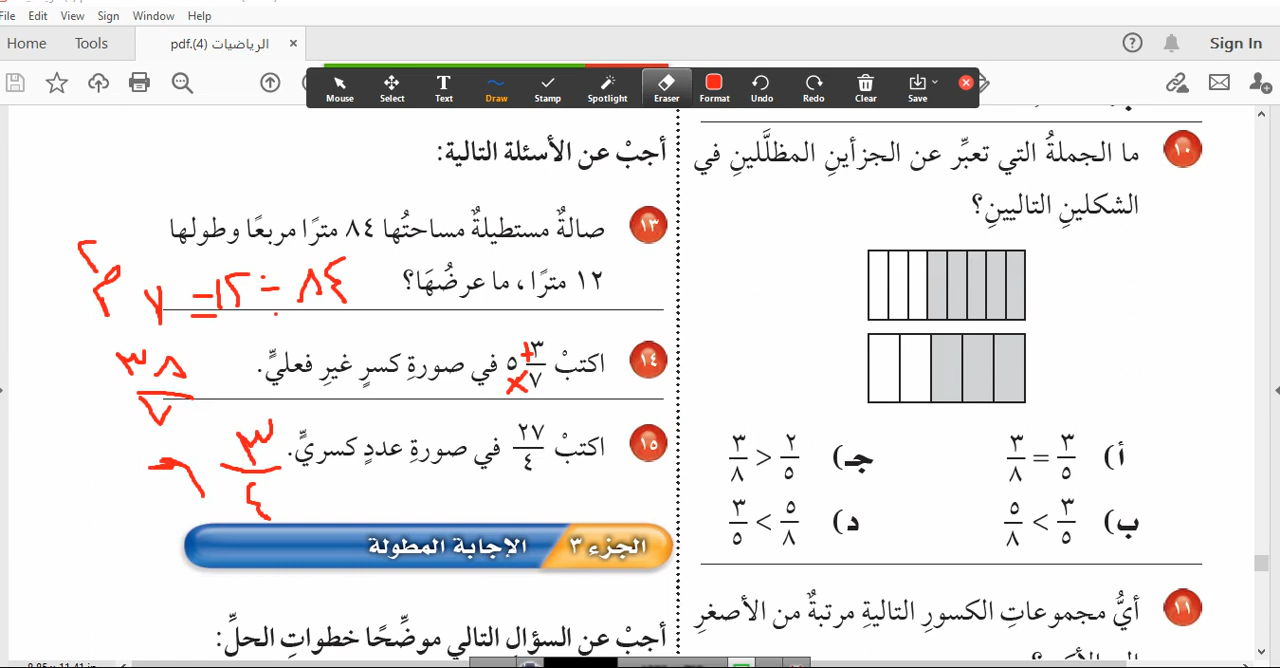 File Edit View Sign Window Help
Home Tools الرياضيات (4).pdf × Sign In
Mouse Select Text Draw Stamp Spotlight Eraser Format Undo Redo Clear Save
١٠ ما الجملةُ التي تعبِّر عن الجزأينِ المظلَّلينِ في
الشكلينِ التاليينِ؟
أ) ٣/٥ = ٣/٨
جـ) ٢/٥ > ٣/٨
ب) ٣/٥ < ٥/٨
د) ٥/٨ < ٣/٥
١١ أيُّ مجموعاتِ الكسورِ التاليةِ مرتبةٌ من الأصغرِ
أجبْ عن الأسئلة التالية:
١٣ صالةٌ مستطيلةٌ مساحتُها ٨٤ مترًا مربعًا وطولها
١٢ مترًا، ما عرضُهَا؟
٨٤ ÷ ١٢ = ٧ م٢
١٤ اكتبْ ٣/٧ ٥ في صورةِ كسرٍ غيرِ فعليٍّ.
+ ×
٣٨/٧
١٥ اكتبْ ٢٧/٤ في صورةِ عددٍ كسريٍّ.
٦ ٣/٤
الجزء ٣ الإجابة المطولة
أجبْ عن السؤال التالي موضِّحًا خطواتِ الحلِّ: